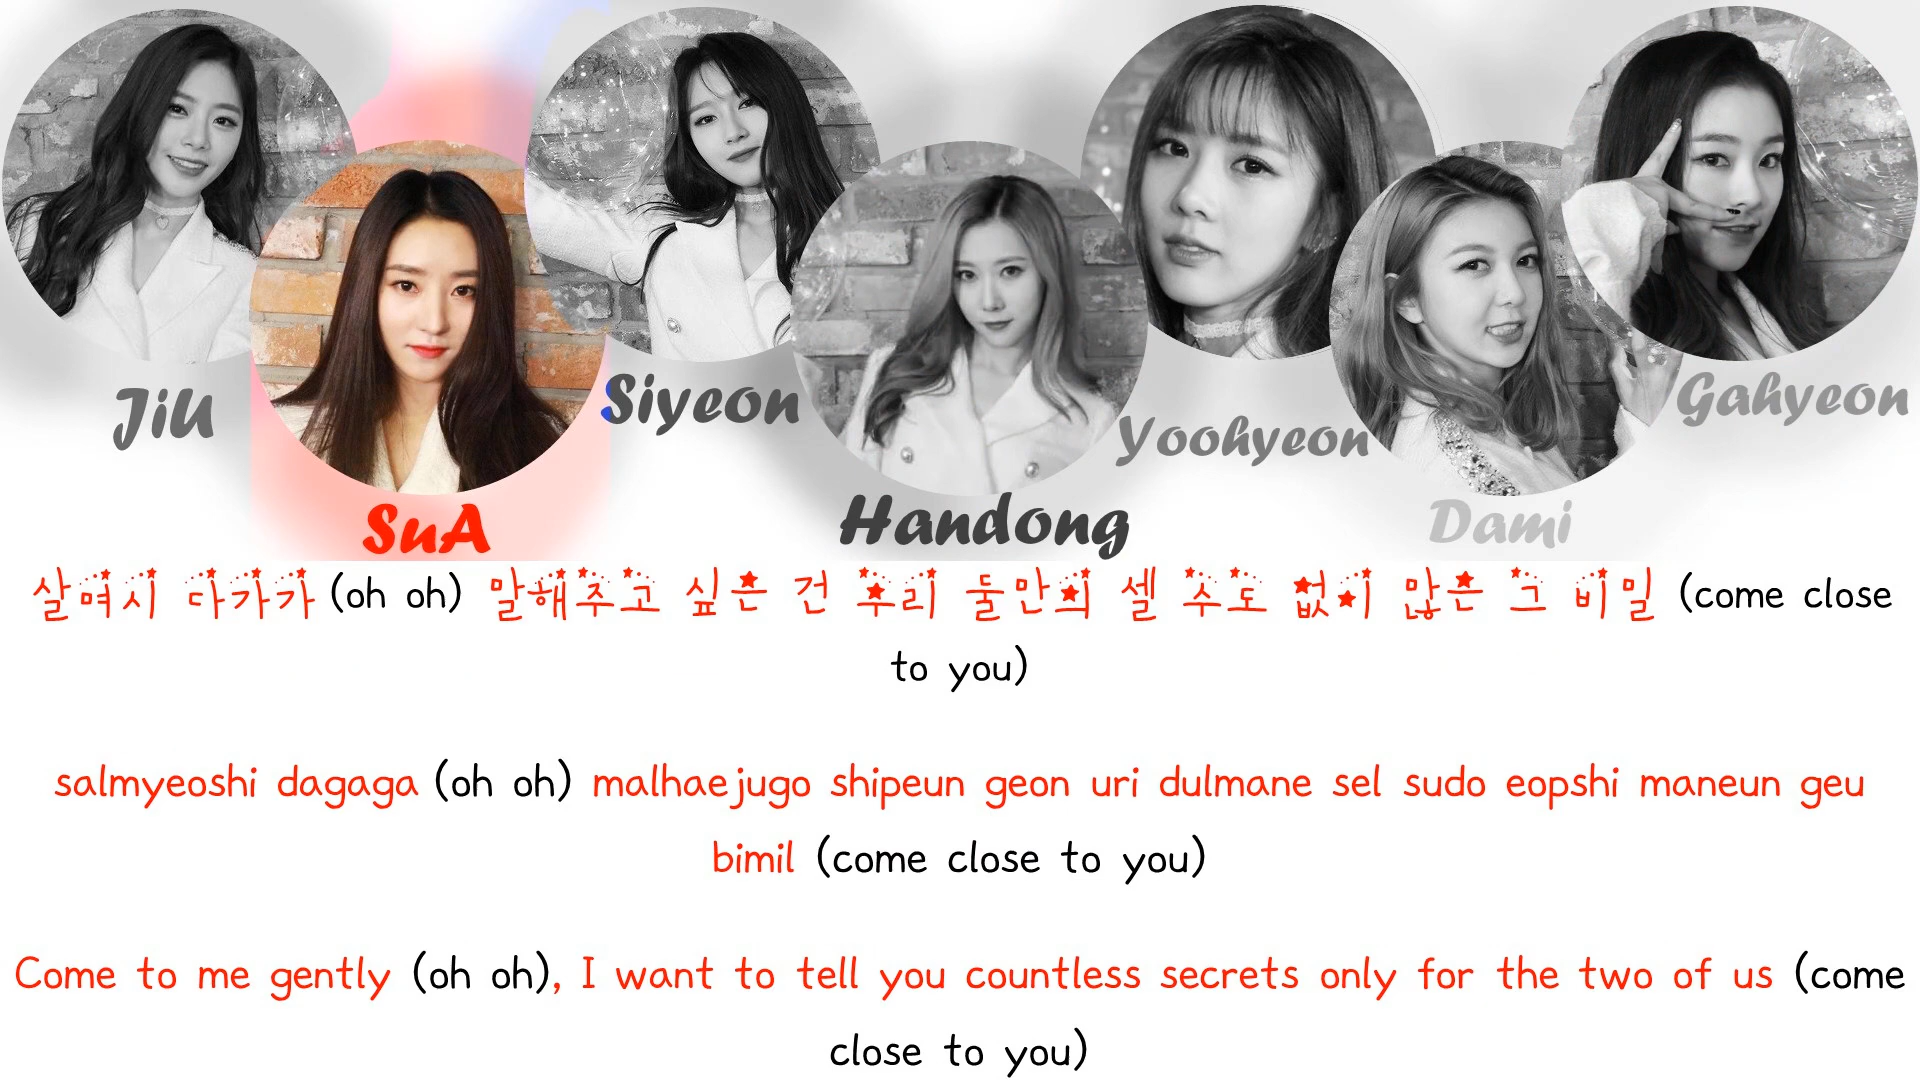 JiU
SuA
Siyeon
Handong
Yoohyeon
Dami
Gahyeon
살며시 다가가 (oh oh) 말해주고 싶은 건 우리 둘만의 셀 수도 없이 많은 그 비밀 (come close
to you)
salmyeoshi dagaga (oh oh) malhaejugo shipeun geon uri dulmane sel sudo eopshi maneun geu
bimil (come close to you)
Come to me gently (oh oh), I want to tell you countless secrets only for the two of us (come
close to you)